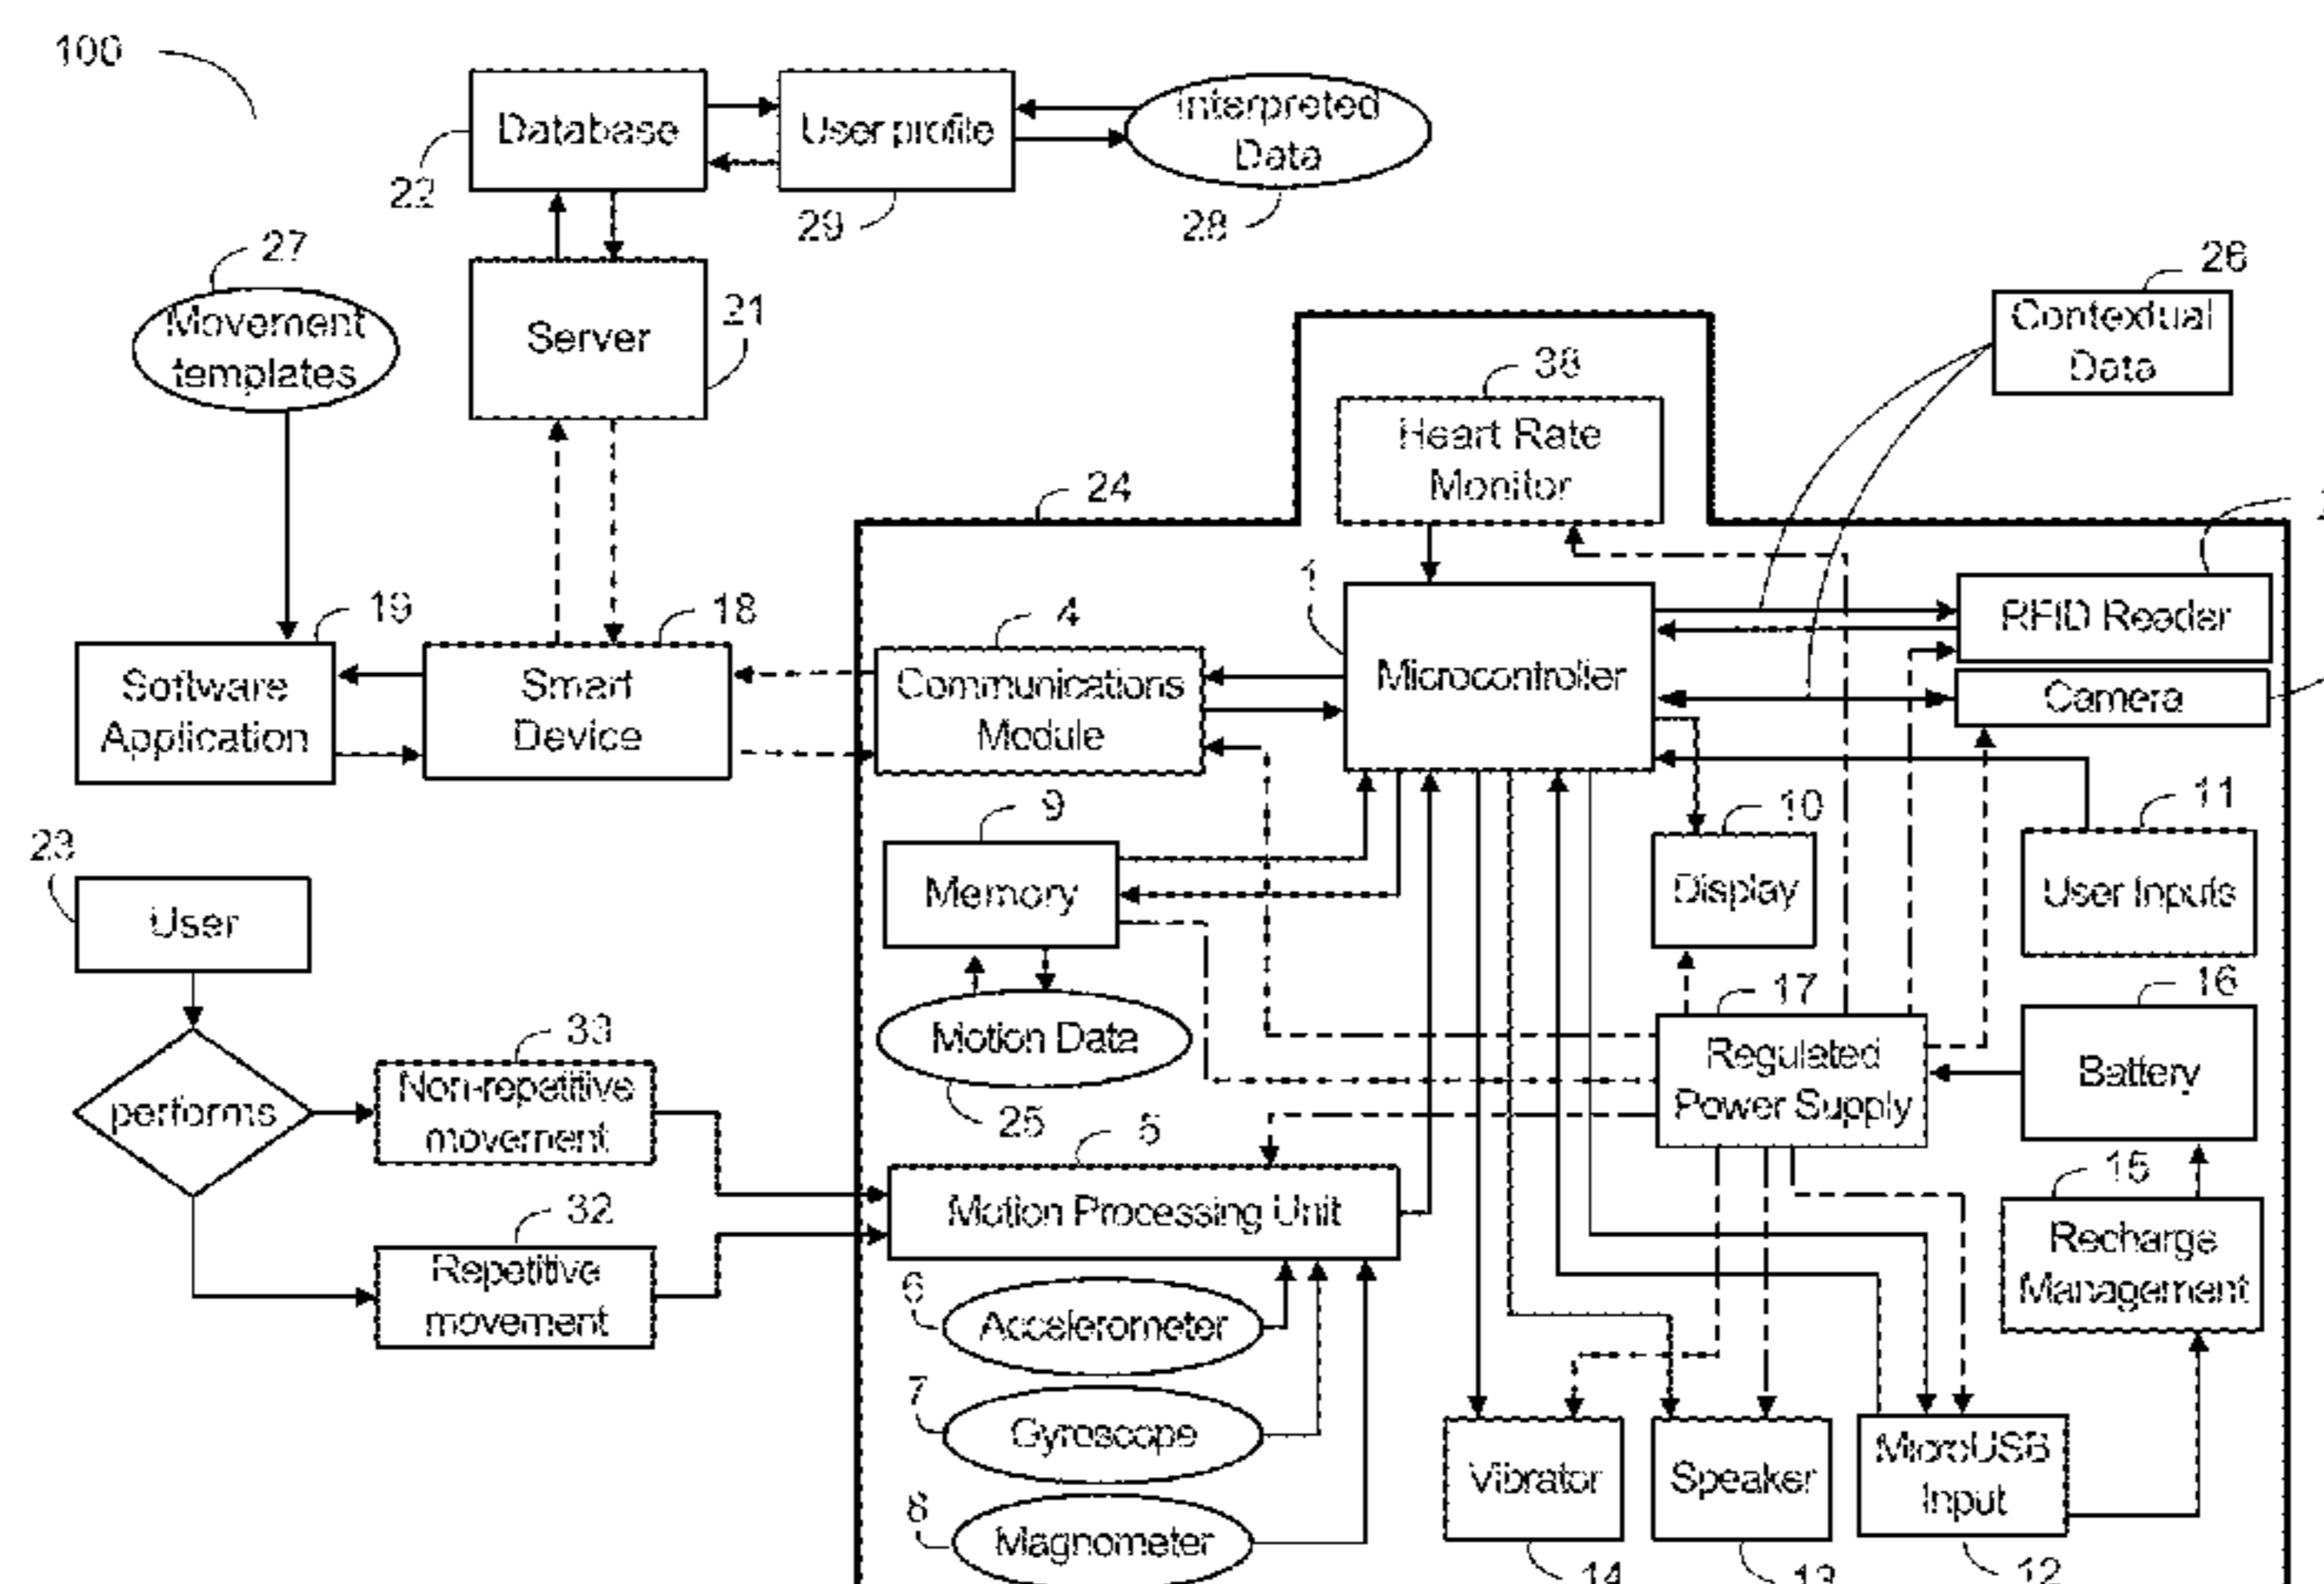 100
Database
User profile
Interpreted
Data
22
29
28
27
Movement
templates
Server
21
26
Contextual
Data
38
Heart Rate
Monitor
24
19
Software
Application
18
Smart
Device
4
Communications
Module
1
Microcontroller
RFID Reader
Camera
9
Memory
10
Display
11
User Inputs
23
User
performs
33
Non-repetitive
movement
32
Repetitive
movement
Motion Data
25
17
Regulated
Power Supply
16
Battery
5
Motion Processing Unit
15
Recharge
Management
6
Accelerometer
7
Gyroscope
8
Magnometer
Vibrator
Speaker
MicroUSB
Input
14
13
12